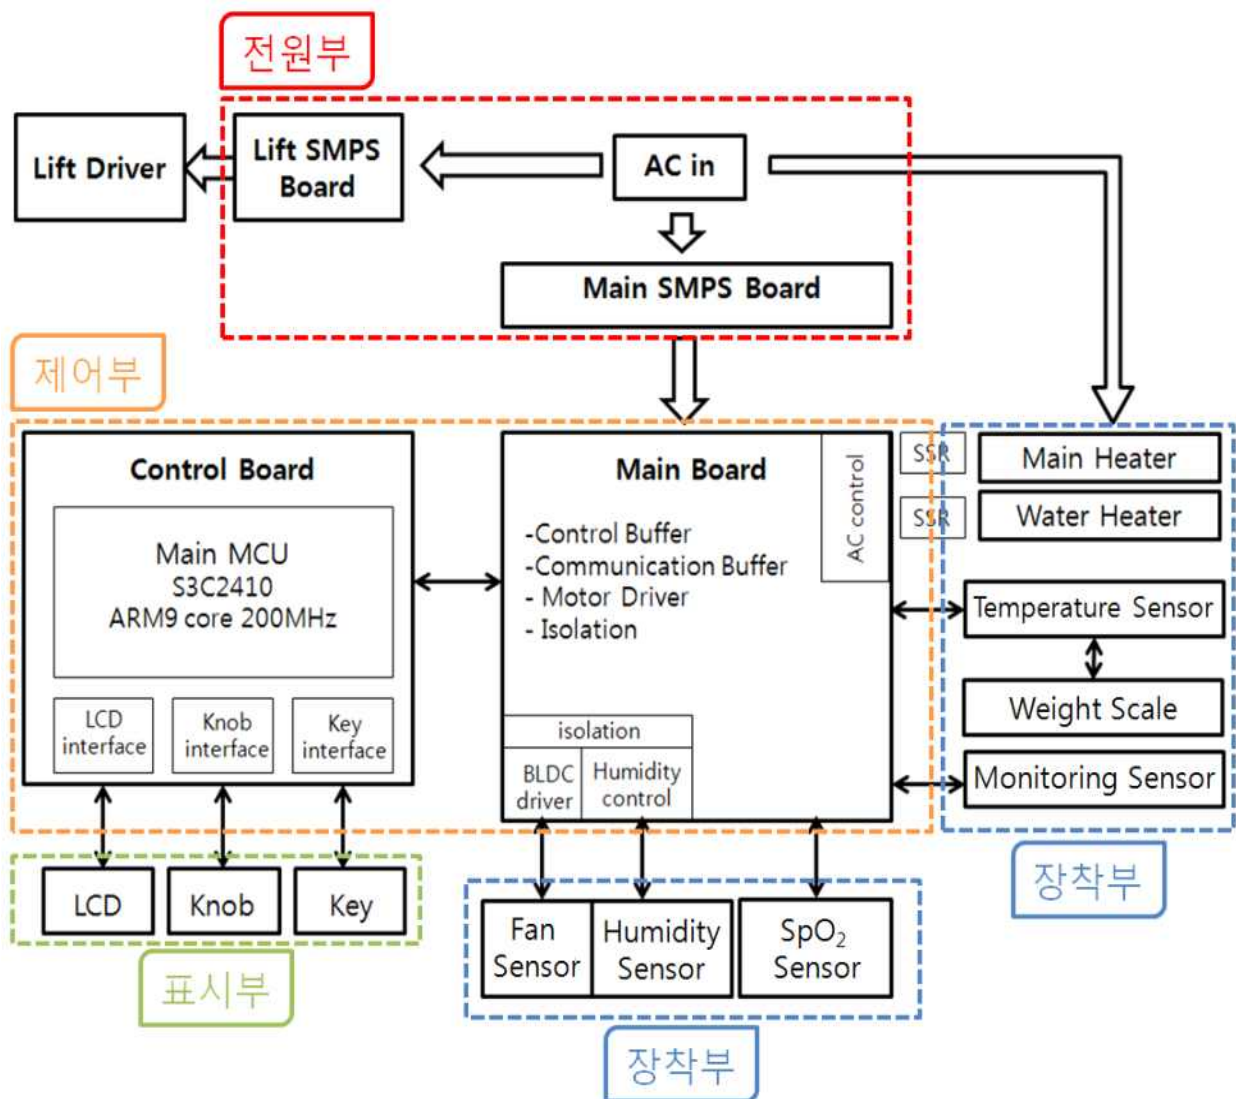 전원부
Lift Driver
Lift SMPS
Board
AC in
Main SMPS Board
제어부
Control Board
Main MCU
S3C2410
ARM9 core 200MHz
LCD
interface
Knob
interface
Key
interface
Main Board
-Control Buffer
-Communication Buffer
- Motor Driver
- Isolation
AC control
isolation
BLDC
driver
Humidity
control
SSR
SSR
Main Heater
Water Heater
Temperature Sensor
Weight Scale
Monitoring Sensor
장착부
LCD
Knob
Key
표시부
Fan
Sensor
Humidity
Sensor
SpO₂
Sensor
장착부